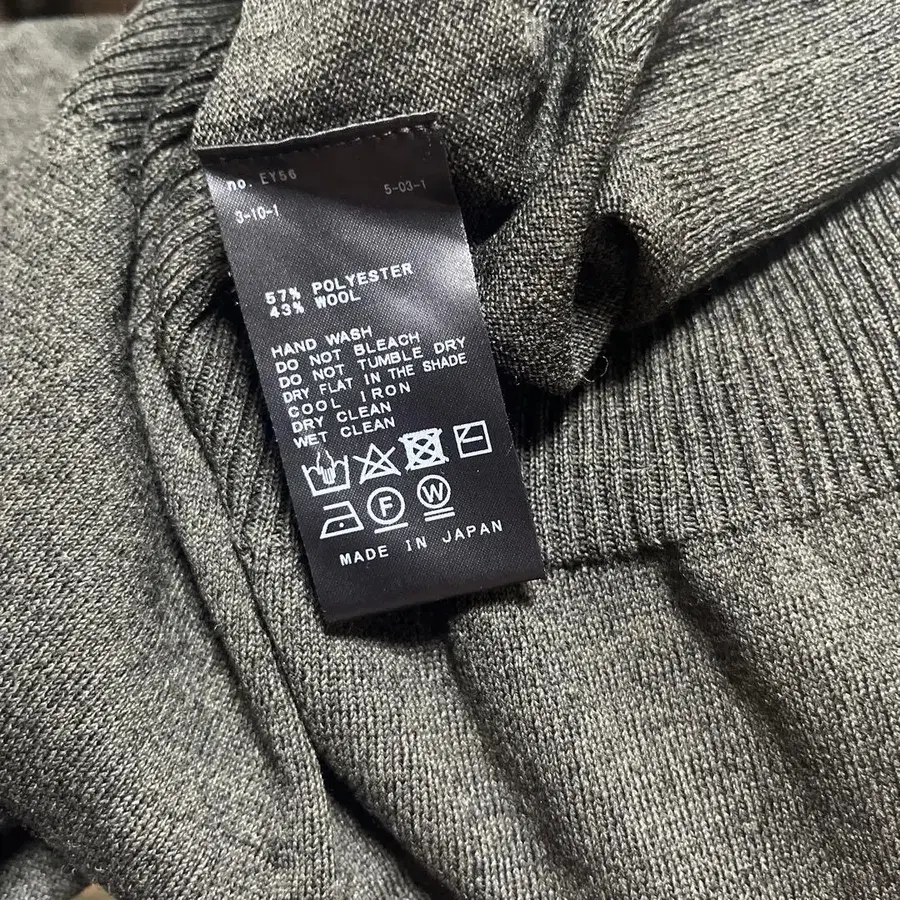 no. EY56
5-03-1
3-10-1
57% POLYESTER
43% WOOL
HAND WASH
DO NOT BLEACH
DO NOT TUMBLE DRY
DRY FLAT IN THE SHADE
COOL IRON
DRY CLEAN
WET CLEAN
F W
MADE IN JAPAN